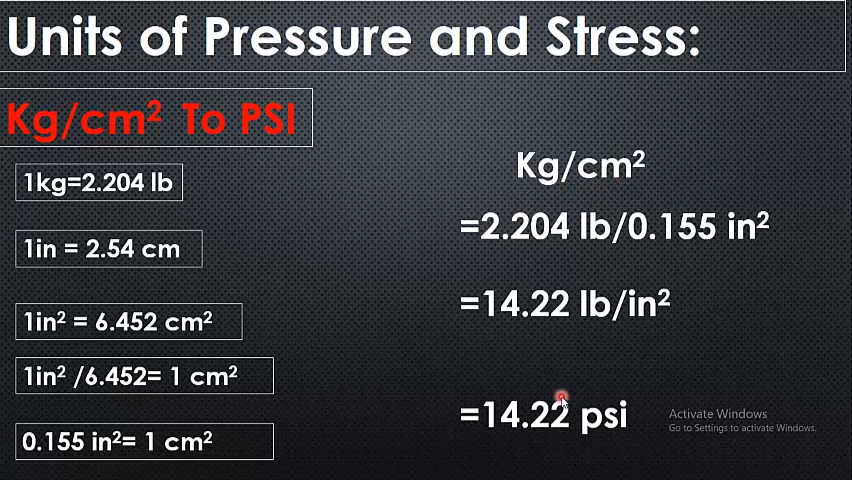 Units of Pressure and Stress:
Kg/cm² To PSI
1kg=2.204 lb
1in = 2.54 cm
1in² = 6.452 cm²
1in² /6.452= 1 cm²
0.155 in²= 1 cm²
Kg/cm²
=2.204 lb/0.155 in²
=14.22 lb/in²
=14.22 psi
Activate Windows
Go to Settings to activate Windows.